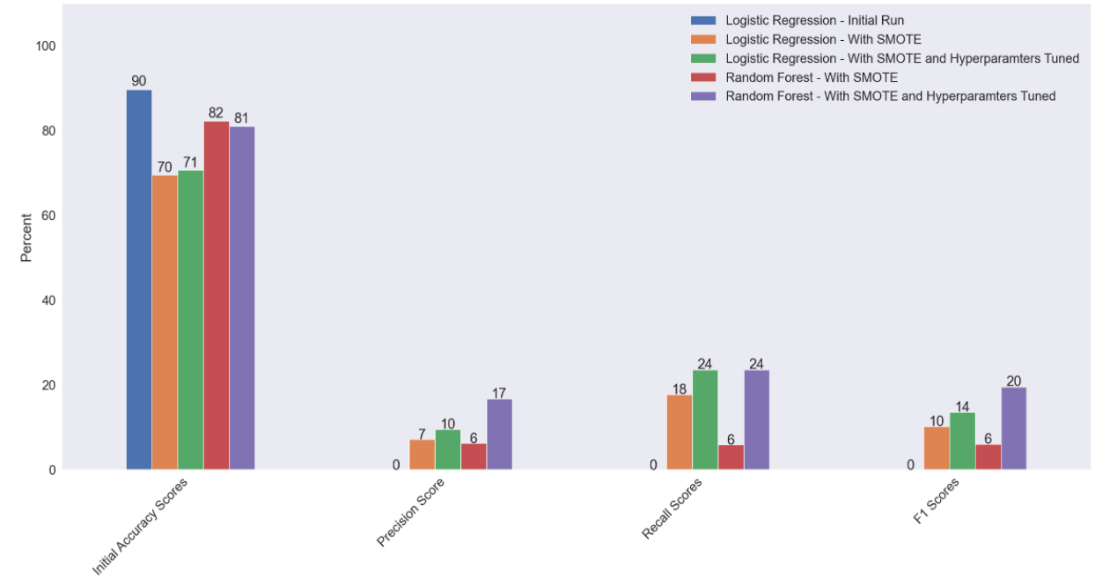 Logistic Regression - Initial Run
Logistic Regression - With SMOTE
Logistic Regression - With SMOTE and Hyperparamters Tuned
Random Forest - With SMOTE
Random Forest - With SMOTE and Hyperparamters Tuned
Percent
100
80
60
40
20
0
90
70
71
82
81
0
7
10
6
17
0
18
24
6
24
0
10
14
6
20
Initial Accuracy Scores
Precision Score
Recall Scores
F1 Scores